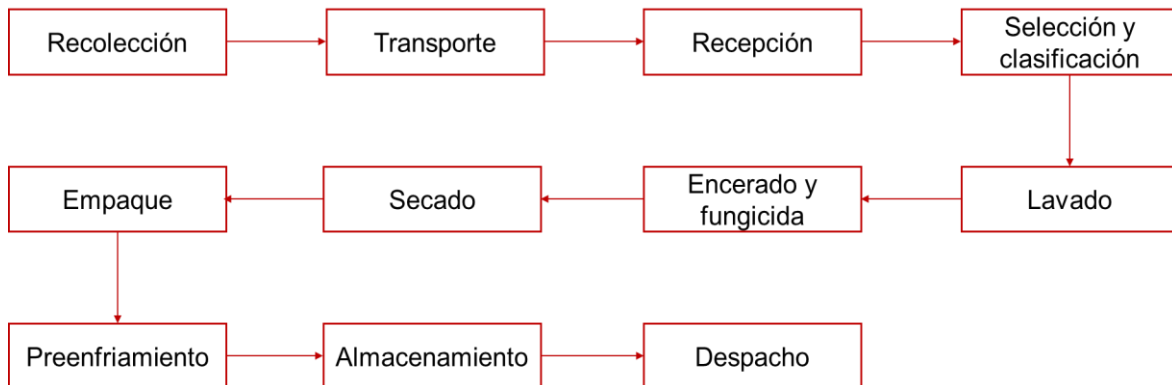 Recolección
Transporte
Recepción
Selección y
clasificación
Lavado
Encerado y
fungicida
Secado
Empaque
Preenfriamiento
Almacenamiento
Despacho